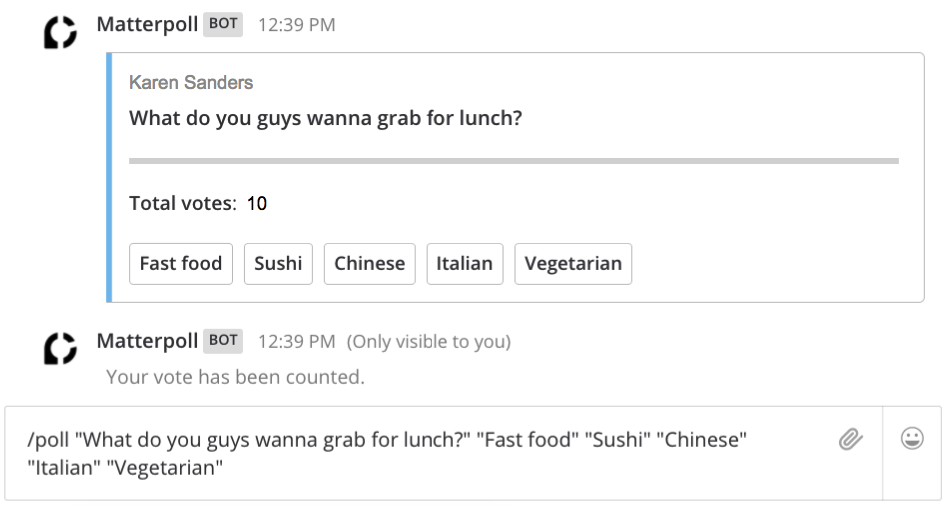 Matterpoll BOT 12:39 PM
Karen Sanders
What do you guys wanna grab for lunch?
Total votes: 10
Fast food Sushi Chinese Italian Vegetarian
Matterpoll BOT 12:39 PM (Only visible to you)
Your vote has been counted.
/poll "What do you guys wanna grab for lunch?" "Fast food" "Sushi" "Chinese"
"Italian" "Vegetarian"